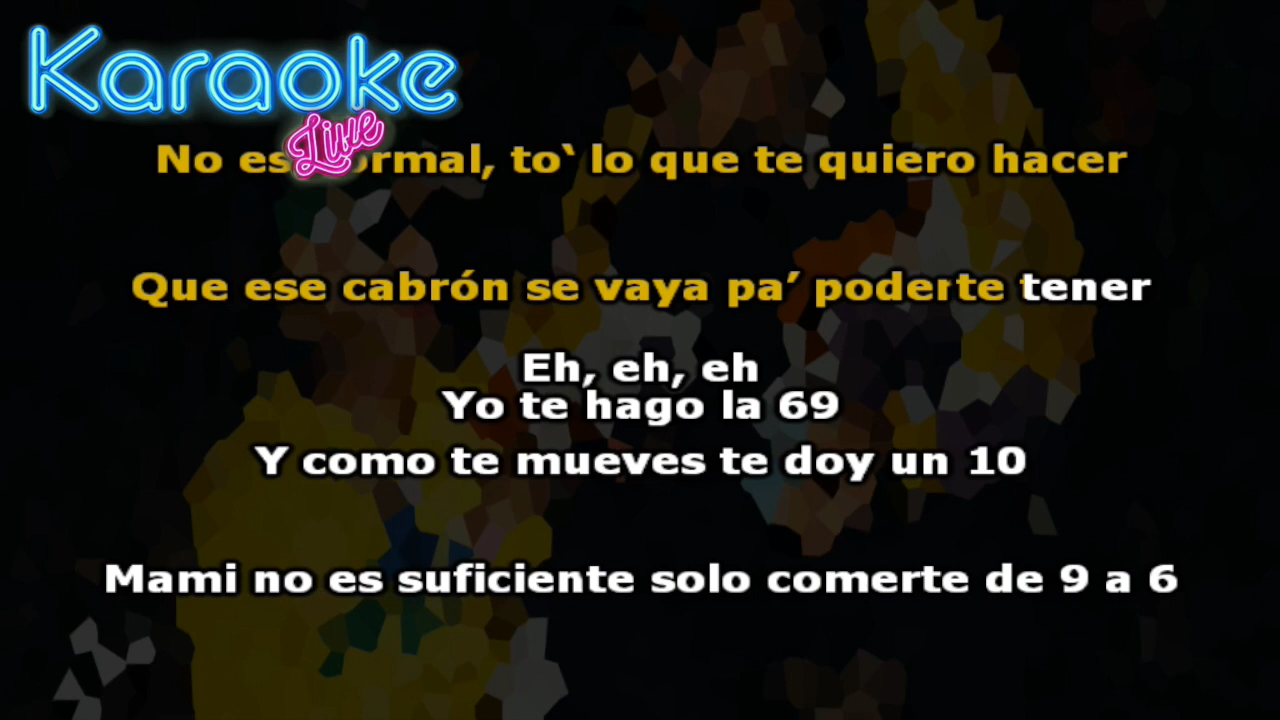 Karaoke
Live
No es ormal, to` lo que te quiero hacer
Que ese cabrón se vaya pa’ poderte tener
Eh, eh, eh
Yo te hago la 69
Y como te mueves te doy un 10
Mami no es suficiente solo comerte de 9 a 6